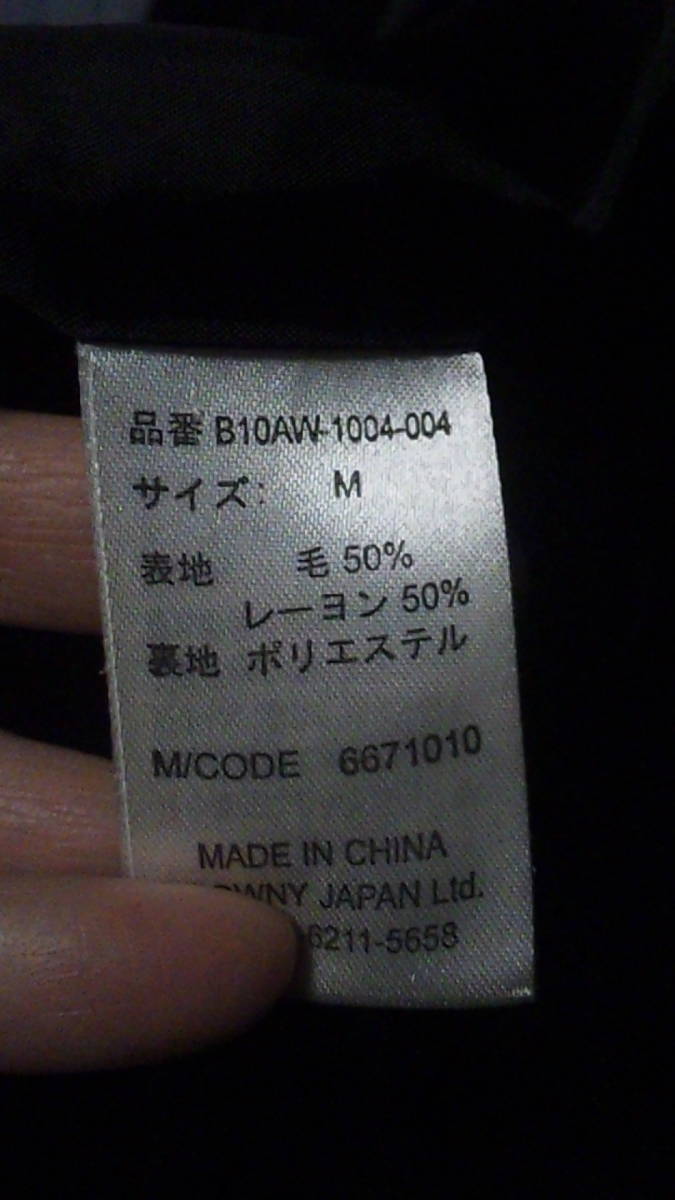 品番 B10AW-1004-004
サイズ: M
表地 毛 50%
レーヨン 50%
裏地 ポリエステル
M/CODE 6671010
MADE IN CHINA
JAPAN Ltd.
6211-5658